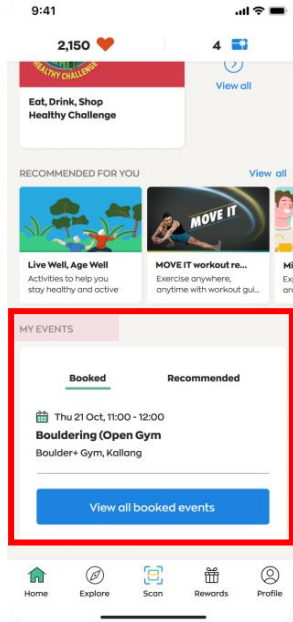 9:41
2,150
4
HEALTHY CHALLENGE
View all
Eat, Drink, Shop
Healthy Challenge
RECOMMENDED FOR YOU
View all
MOVE IT
Live Well, Age Well
Activities to help you
stay healthy and active
MOVE IT workout re...
Exercise anywhere,
anytime with workout gui...
Mi
Ex
an
MY EVENTS
Booked
Recommended
Thu 21 Oct, 11:00 - 12:00
Bouldering (Open Gym
Boulder+ Gym, Kallang
View all booked events
Home
Explore
Scan
Rewards
Profile